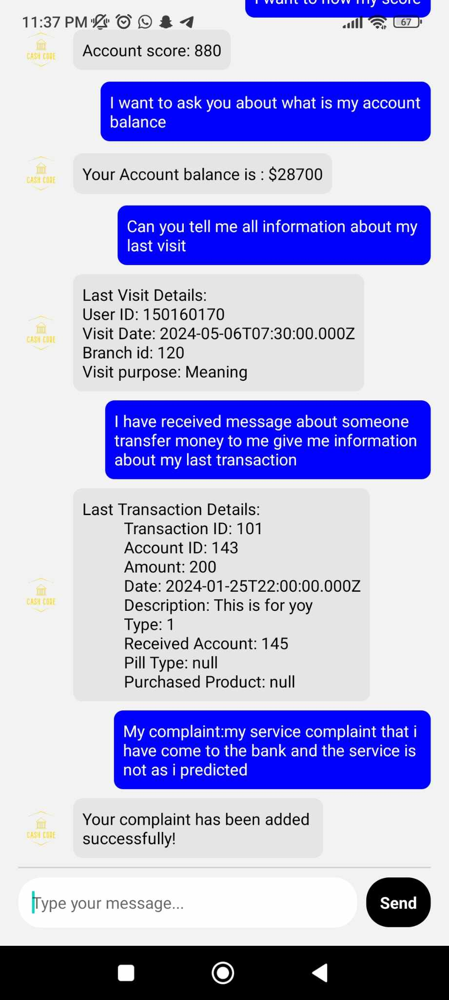 I want to now my score
11:37 PM
67
CASH CORE
Account score: 880
I want to ask you about what is my account
balance
CASH CORE
Your Account balance is : $28700
Can you tell me all information about my
last visit
CASH CORE
Last Visit Details:
User ID: 150160170
Visit Date: 2024-05-06T07:30:00.000Z
Branch id: 120
Visit purpose: Meaning
I have received message about someone
transfer money to me give me information
about my last transaction
CASH CORE
Last Transaction Details:
Transaction ID: 101
Account ID: 143
Amount: 200
Date: 2024-01-25T22:00:00.000Z
Description: This is for yoy
Type: 1
Received Account: 145
Pill Type: null
Purchased Product: null
My complaint:my service complaint that i
have come to the bank and the service is
not as i predicted
CASH CORE
Your complaint has been added
successfully!
Type your message...
Send